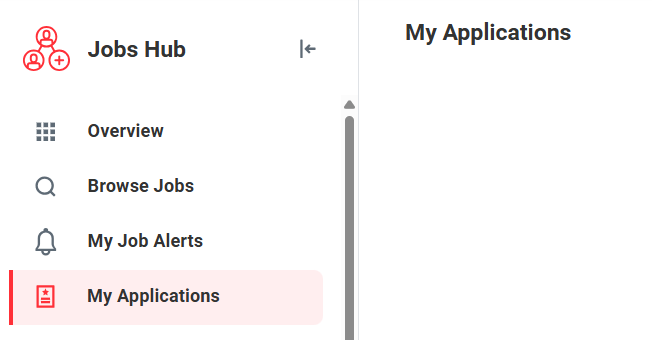 Jobs Hub
Overview
Browse Jobs
My Job Alerts
My Applications
My Applications